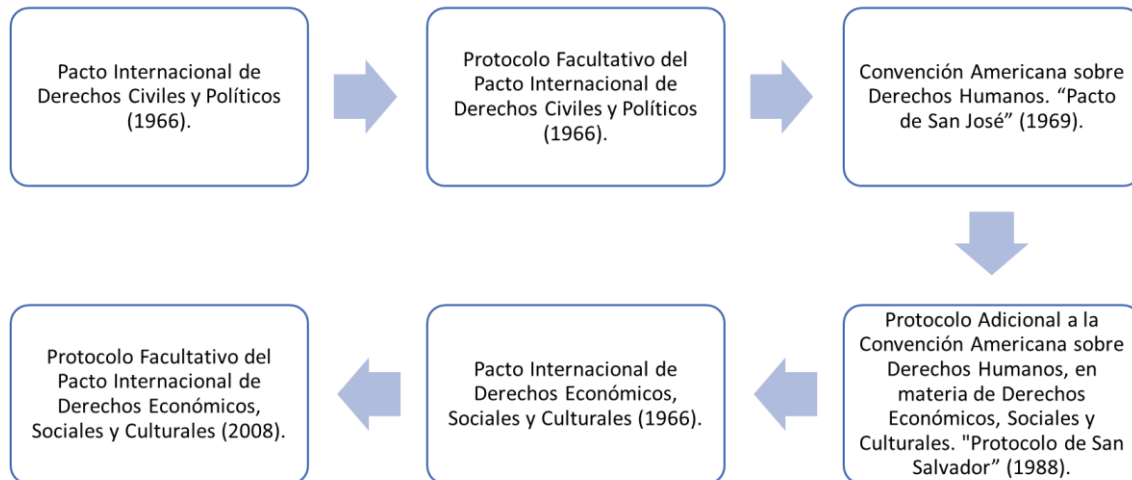 Pacto Internacional de
Derechos Civiles y Políticos
(1966).
Protocolo Facultativo del
Pacto Internacional de
Derechos Civiles y Políticos
(1966).
Convención Americana sobre
Derechos Humanos. “Pacto
de San José” (1969).
Protocolo Adicional a la
Convención Americana sobre
Derechos Humanos, en
materia de Derechos
Económicos, Sociales y
Culturales. "Protocolo de San
Salvador” (1988).
Pacto Internacional de
Derechos Económicos,
Sociales y Culturales (1966).
Protocolo Facultativo del
Pacto Internacional de
Derechos Económicos,
Sociales y Culturales (2008).